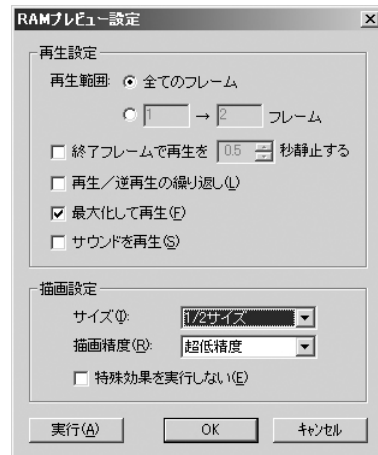 RAMプレビュー設定
再生設定
再生範囲: 全てのフレーム
1 → 2 フレーム
終了フレームで再生を 0.5 秒静止する
再生／逆再生の繰り返し(L)
最大化して再生(F)
サウンドを再生(S)
描画設定
サイズ(I): 1/2サイズ
描画精度(R): 超低精度
特殊効果を実行しない(E)
実行(A) OK キャンセル